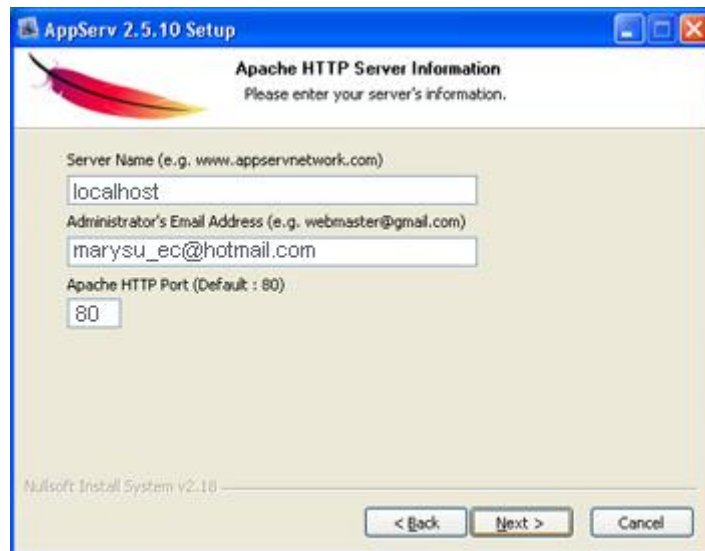 AppServ 2.5.10 Setup
Apache HTTP Server Information
Please enter your server's information.
Server Name (e.g. www.appservnetwork.com)
localhost
Administrator's Email Address (e.g. webmaster@gmail.com)
marysu_ec@hotmail.com
Apache HTTP Port (Default : 80)
80
Nullsoft Install System v2.18
< Back Next > Cancel